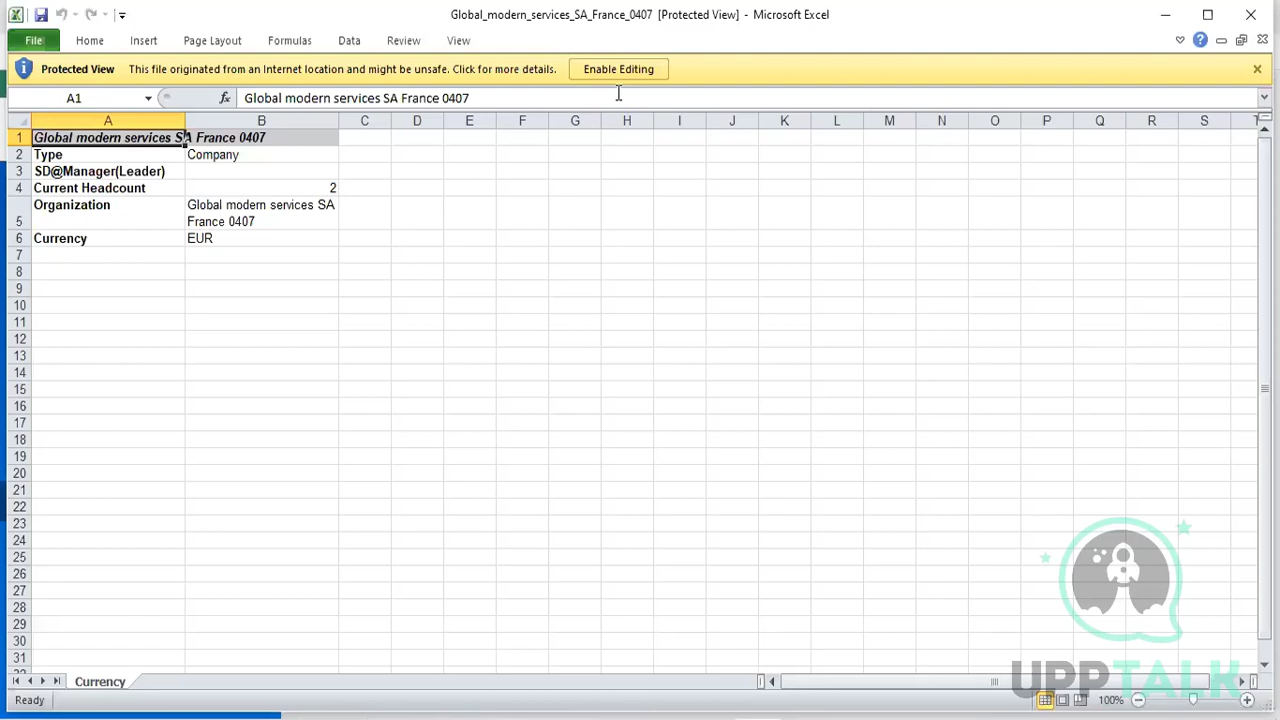 Global_modern_services_SA_France_0407 [Protected View] - Microsoft Excel
File Home Insert Page Layout Formulas Data Review View
Protected View This file originated from an Internet location and might be unsafe. Click for more details. Enable Editing
A1 fx Global modern services SA France 0407
A B C D E F G H I J K L M N O P Q R S T
1 Global modern services SA France 0407
2 Type Company
3 SD@Manager(Leader)
4 Current Headcount 2
Organization Global modern services SA
5 France 0407
6 Currency EUR
7
8
9
10
11
12
13
14
15
16
17
18
19
20
21
22
23
24
25
26
27
28
29
30
31
Currency
UPPTALK
Ready 100%